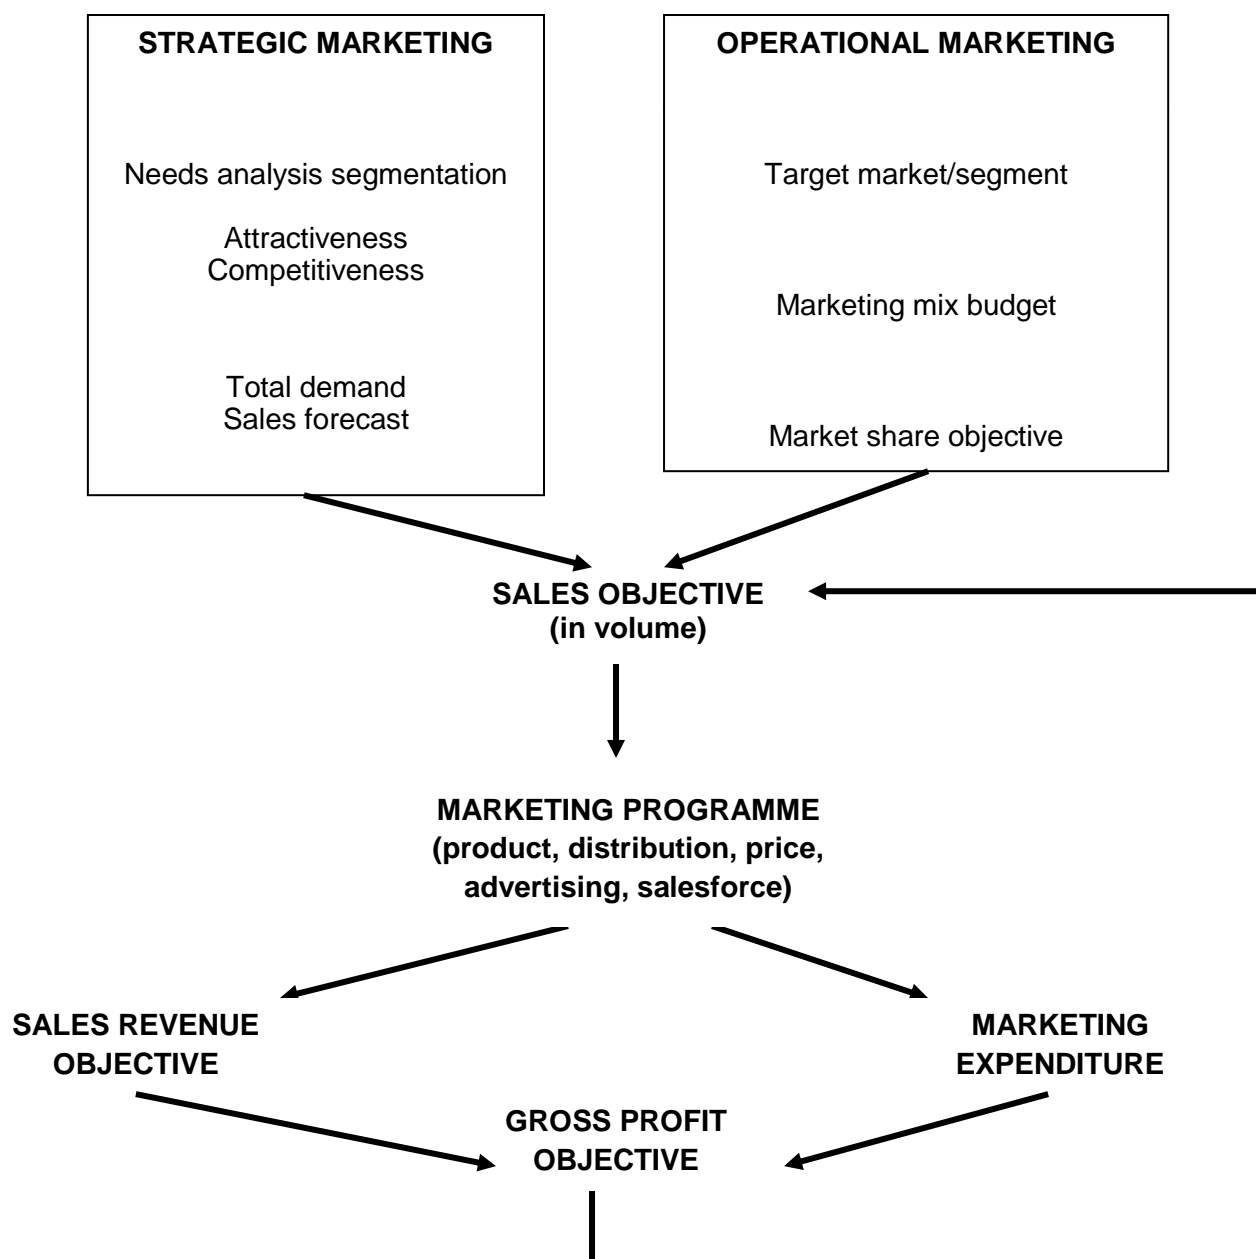 STRATEGIC MARKETING
Needs analysis segmentation
Attractiveness
Competitiveness
Total demand
Sales forecast
OPERATIONAL MARKETING
Target market/segment
Marketing mix budget
Market share objective
SALES OBJECTIVE
(in volume)
MARKETING PROGRAMME
(product, distribution, price,
advertising, salesforce)
SALES REVENUE
OBJECTIVE
MARKETING
EXPENDITURE
GROSS PROFIT
OBJECTIVE